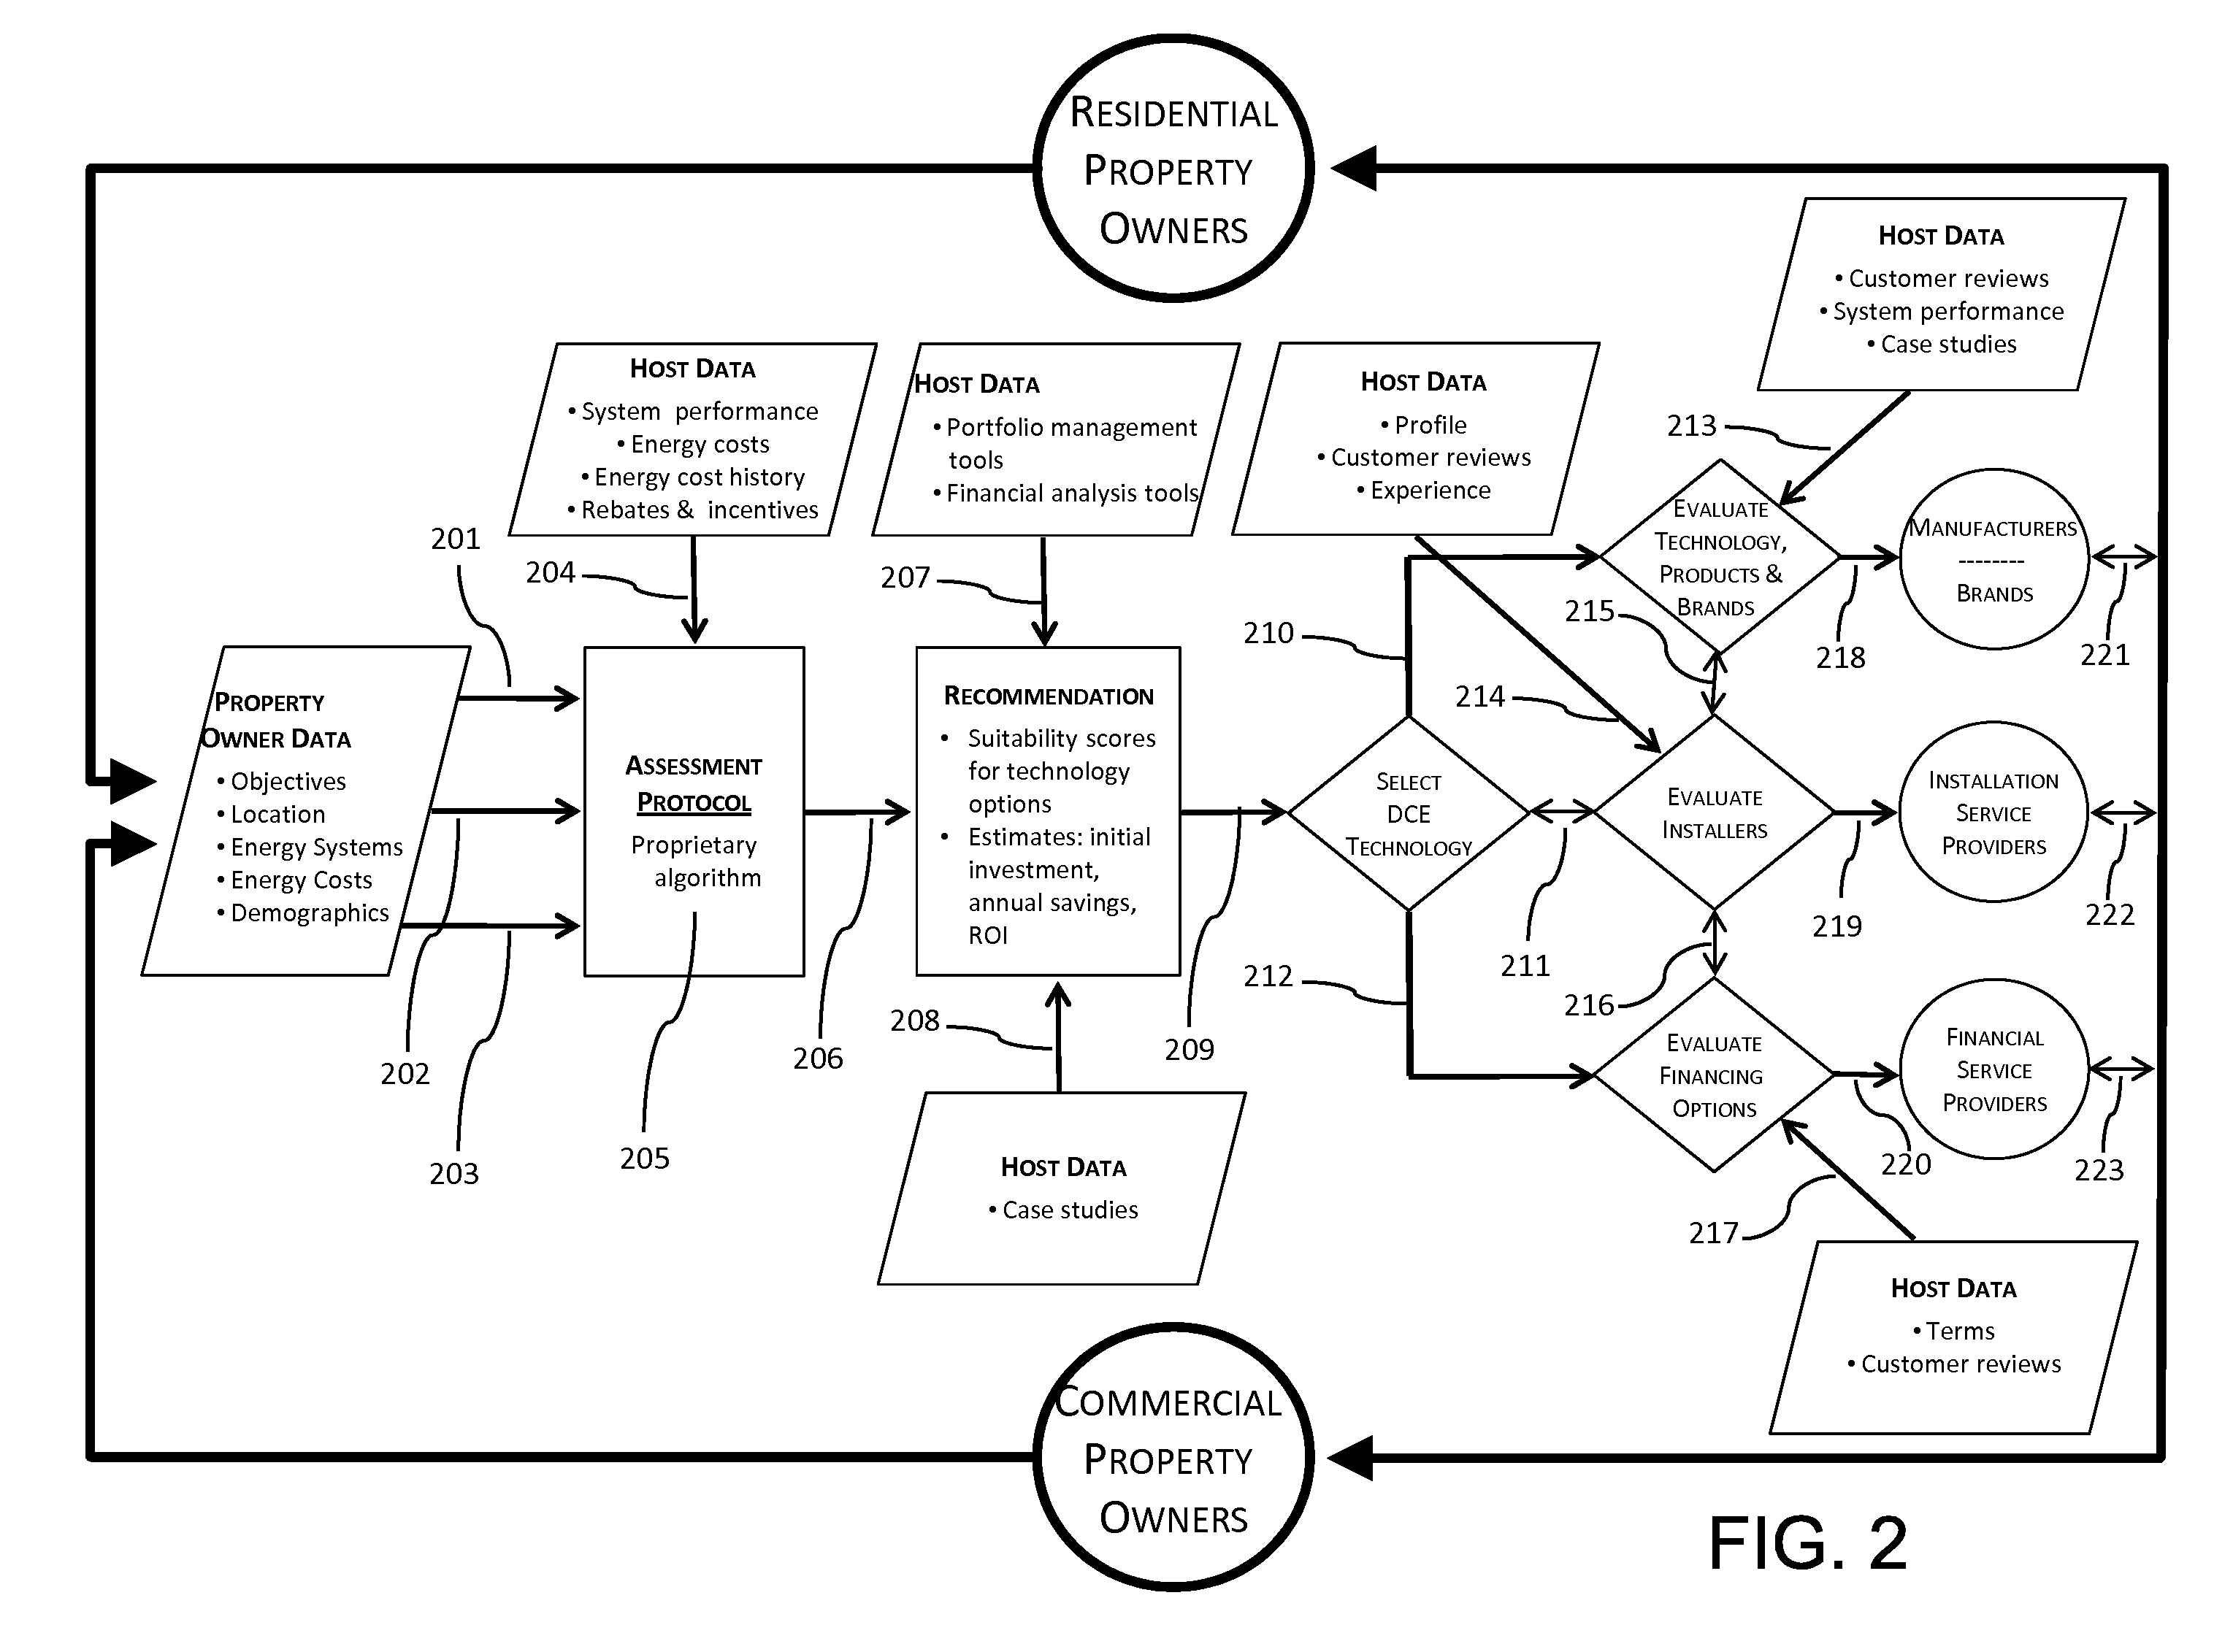 RESIDENTIAL
PROPERTY
OWNERS
HOST DATA
• Customer reviews
• System performance
• Case studies
HOST DATA
• System performance
• Energy costs
• Energy cost history
• Rebates & incentives
HOST DATA
• Portfolio management
tools
• Financial analysis tools
HOST DATA
• Profile
• Customer reviews
• Experience
213
201
204
207
210
214
215
PROPERTY
OWNER DATA
• Objectives
• Location
• Energy Systems
• Energy Costs
• Demographics
ASSESSMENT
PROTOCOL
Proprietary
algorithm
RECOMMENDATION
• Suitability scores
for technology
options
• Estimates: initial
investment,
annual savings,
ROI
SELECT
DCE
TECHNOLOGY
EVALUATE
TECHNOLOGY,
PRODUCTS &
BRANDS
MANUFACTURERS
--------
BRANDS
218
221
EVALUATE
INSTALLERS
INSTALLATION
SERVICE
PROVIDERS
211
219
222
212
216
EVALUATE
FINANCING
OPTIONS
FINANCIAL
SERVICE
PROVIDERS
202
203
205
206
208
209
220
223
217
HOST DATA
• Case studies
HOST DATA
• Terms
• Customer reviews
COMMERCIAL
PROPERTY
OWNERS
FIG. 2